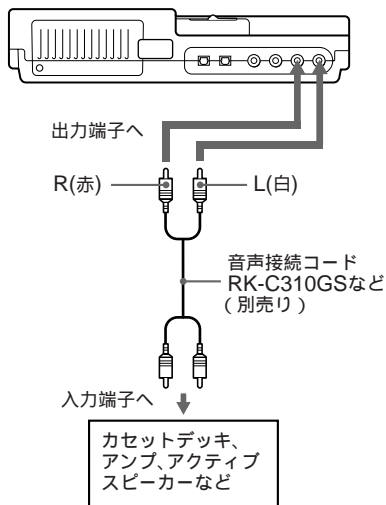 出力端子へ
R(赤)
L(白)
音声接続コード
RK-C310GSなど
(別売り)
入力端子へ
カセットデッキ、
アンプ、アクティブ
スピーカーなど